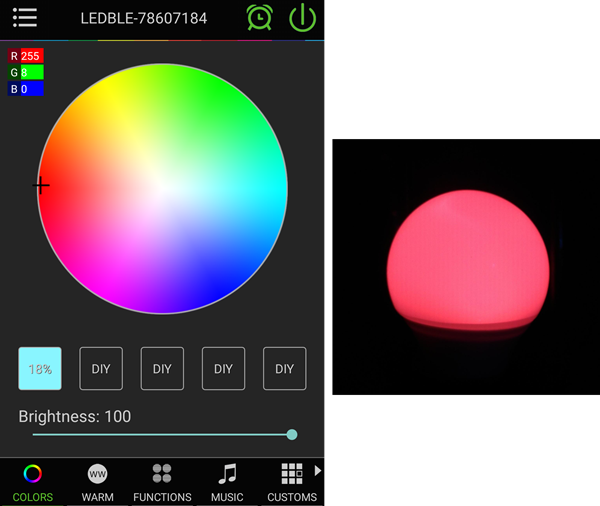 LEDBLE-78607184
R 255
G 8
B 0
18% DIY DIY DIY DIY
Brightness: 100
WW
COLORS WARM FUNCTIONS MUSIC CUSTOMS